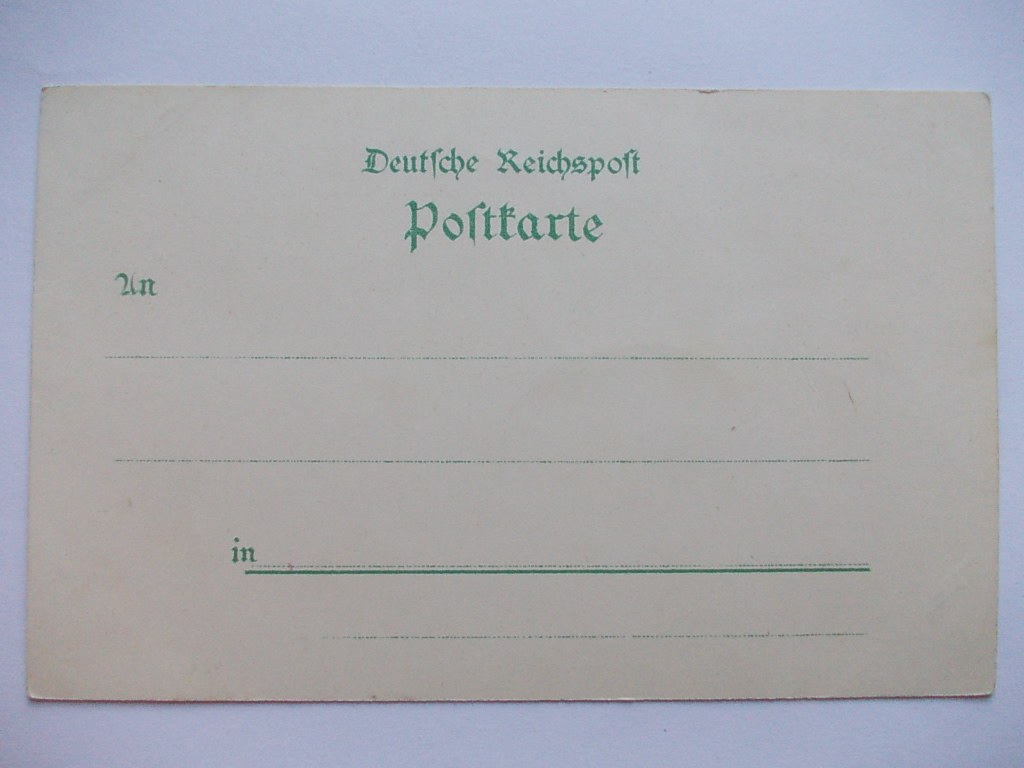 Deutſche Reichspoſt
Poſtkarte
An
in